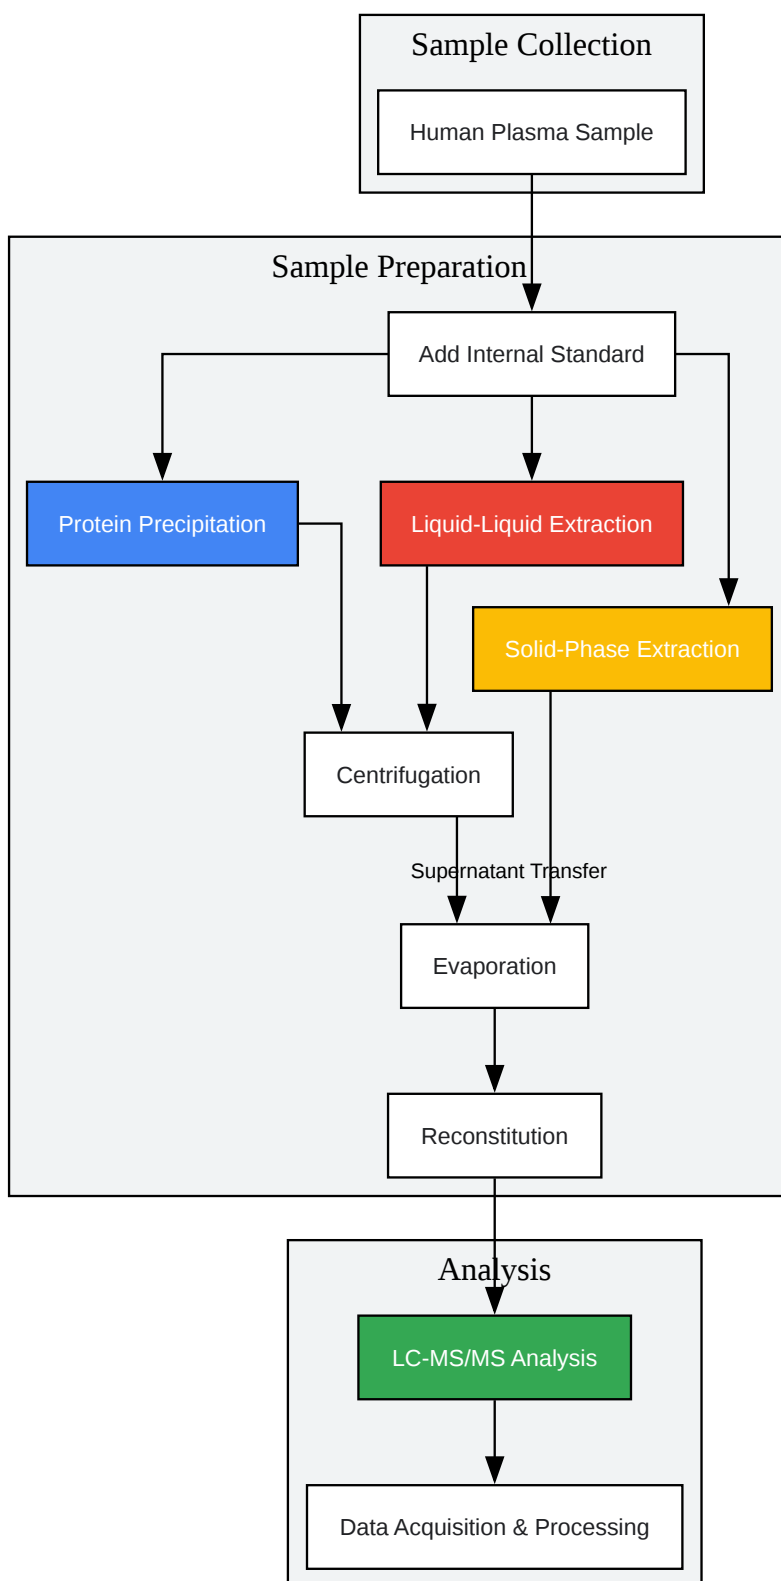 Sample Collection
Human Plasma Sample
Sample Preparation
Add Internal Standard
Protein Precipitation
Liquid-Liquid Extraction
Solid-Phase Extraction
Centrifugation
Supernatant Transfer
Evaporation
Reconstitution
Analysis
LC-MS/MS Analysis
Data Acquisition & Processing